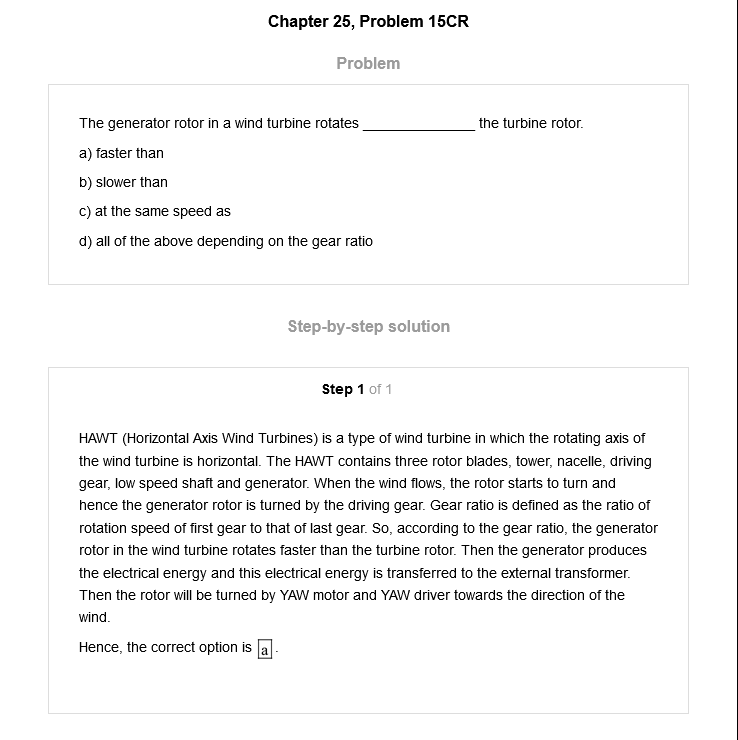 Chapter 25, Problem 15CR
Problem
The generator rotor in a wind turbine rotates _______________ the turbine rotor.
a) faster than
b) slower than
c) at the same speed as
d) all of the above depending on the gear ratio
Step-by-step solution
Step 1 of 1
HAWT (Horizontal Axis Wind Turbines) is a type of wind turbine in which the rotating axis of
the wind turbine is horizontal. The HAWT contains three rotor blades, tower, nacelle, driving
gear, low speed shaft and generator. When the wind flows, the rotor starts to turn and
hence the generator rotor is turned by the driving gear. Gear ratio is defined as the ratio of
rotation speed of first gear to that of last gear. So, according to the gear ratio, the generator
rotor in the wind turbine rotates faster than the turbine rotor. Then the generator produces
the electrical energy and this electrical energy is transferred to the external transformer.
Then the rotor will be turned by YAW motor and YAW driver towards the direction of the
wind.
Hence, the correct option is a.